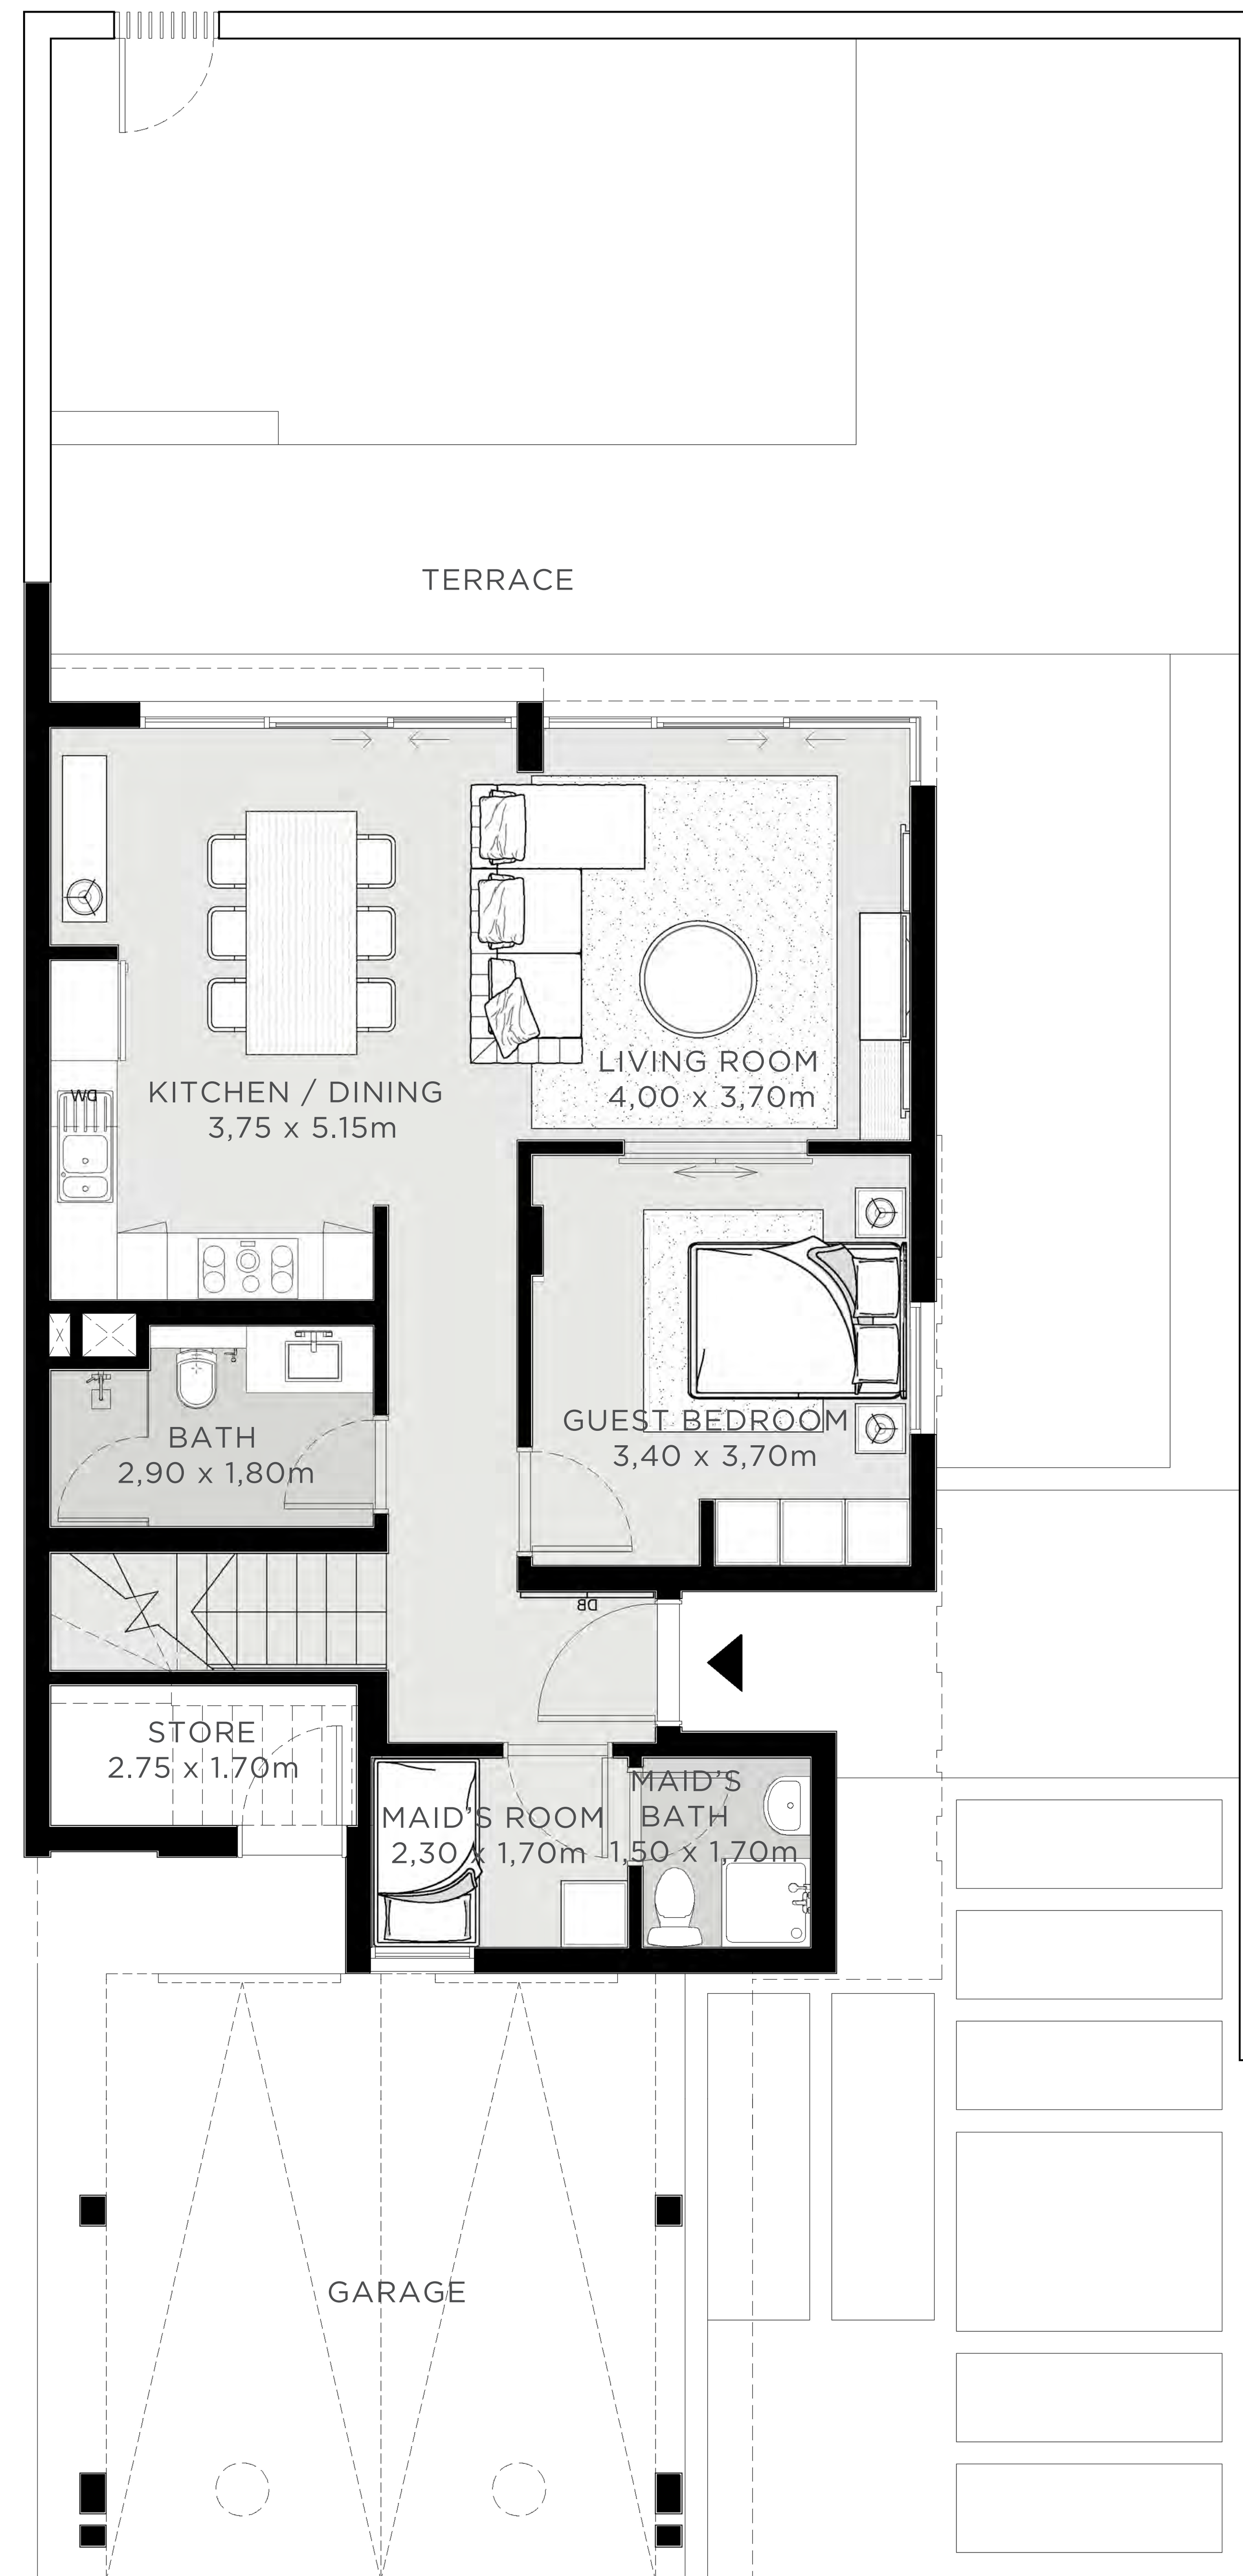 TERRACE
LIVING ROOM
4,00 x 3,70m
DW
KITCHEN / DINING
3,75 x 5.15m
GUEST BEDROOM
3,40 x 3,70m
BATH
2,90 x 1,80m
DB
STORE
2.75 x 1.70m
MAID'S ROOM
2,30 x 1,70m
MAID'S
BATH
1,50 x 1,70m
GARAGE